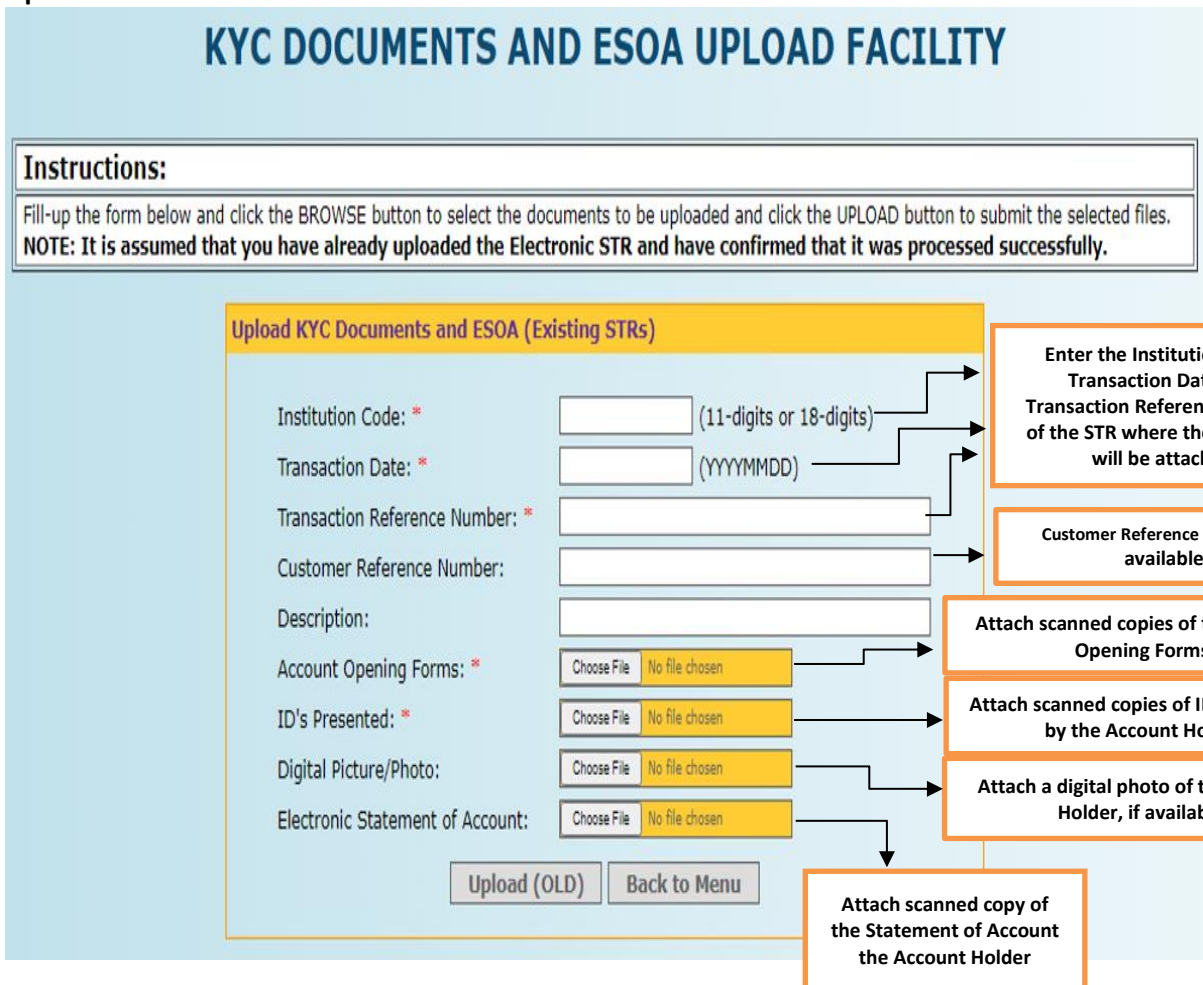 KYC DOCUMENTS AND ESOA UPLOAD FACILITY
Instructions:
Fill-up the form below and click the BROWSE button to select the documents to be uploaded and click the UPLOAD button to submit the selected files.
NOTE: It is assumed that you have already uploaded the Electronic STR and have confirmed that it was processed successfully.
Upload KYC Documents and ESOA (Existing STRs)
Institution Code: * (11-digits or 18-digits)
Transaction Date: * (YYYYMMDD)
Transaction Reference Number: *
Customer Reference Number:
Description:
Account Opening Forms: * Choose File No file chosen
ID's Presented: * Choose File No file chosen
Digital Picture/Photo: Choose File No file chosen
Electronic Statement of Account: Choose File No file chosen
Upload (OLD) Back to Menu
Enter the
Transaction
Transaction
of the STR where
will be
Customer Reference
available
Attach scanned copies of
Opening
Attach scanned copies of
by the Account
Attach a digital photo of
Holder, if
Attach scanned copy of
the Statement of Account
the Account Holder